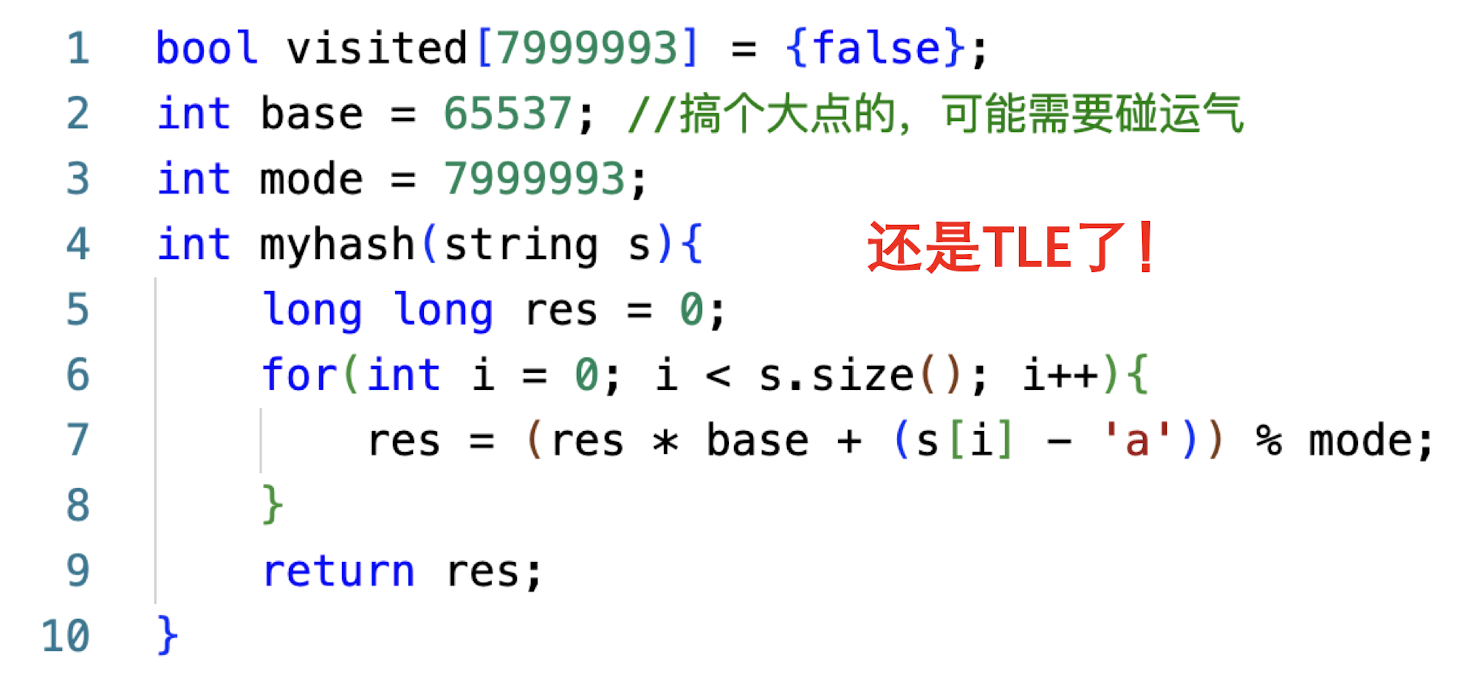 1 bool visited[7999993] = {false};
2 int base = 65537; //搞个大点的，可能需要碰运气
3 int mode = 7999993;
4 int myhash(string s){ 还是TLE了！
5 long long res = 0;
6 for(int i = 0; i < s.size(); i++){
7 res = (res * base + (s[i] - 'a')) % mode;
8 }
9 return res;
10 }